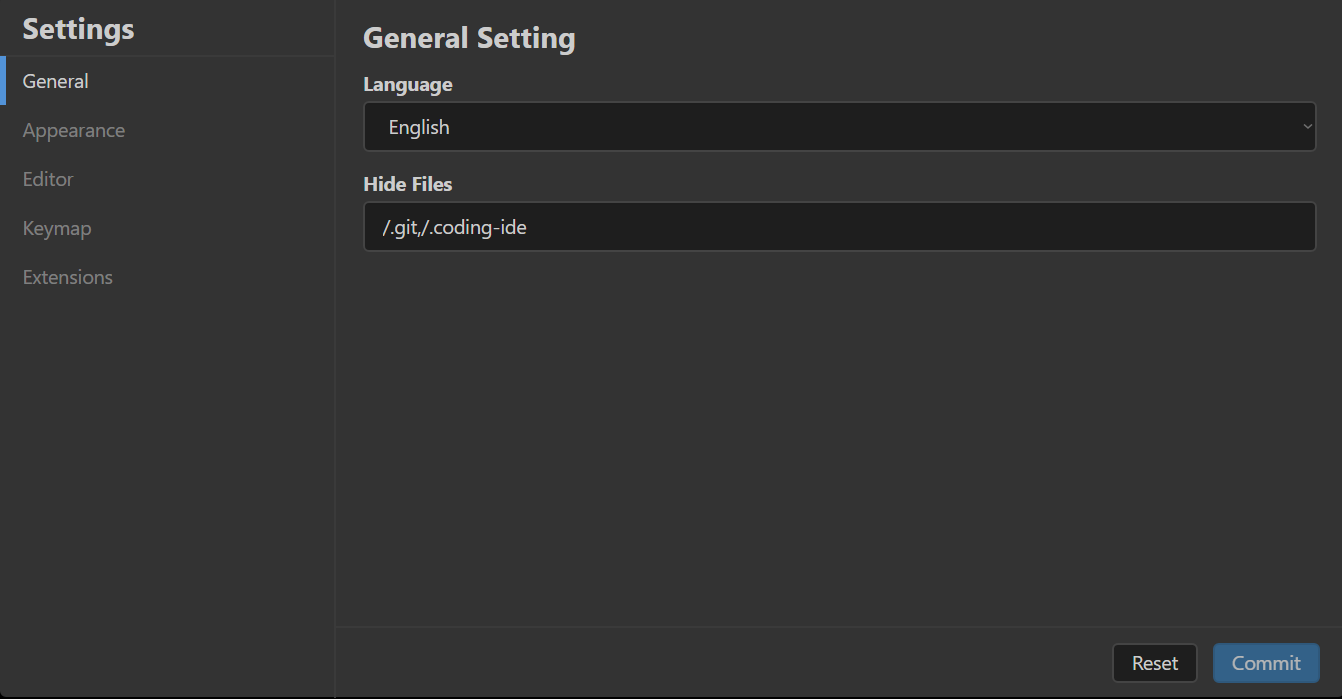 Settings
General
Appearance
Editor
Keymap
Extensions
General Setting
Language
English
Hide Files
/.git,/.coding-ide
Reset
Commit